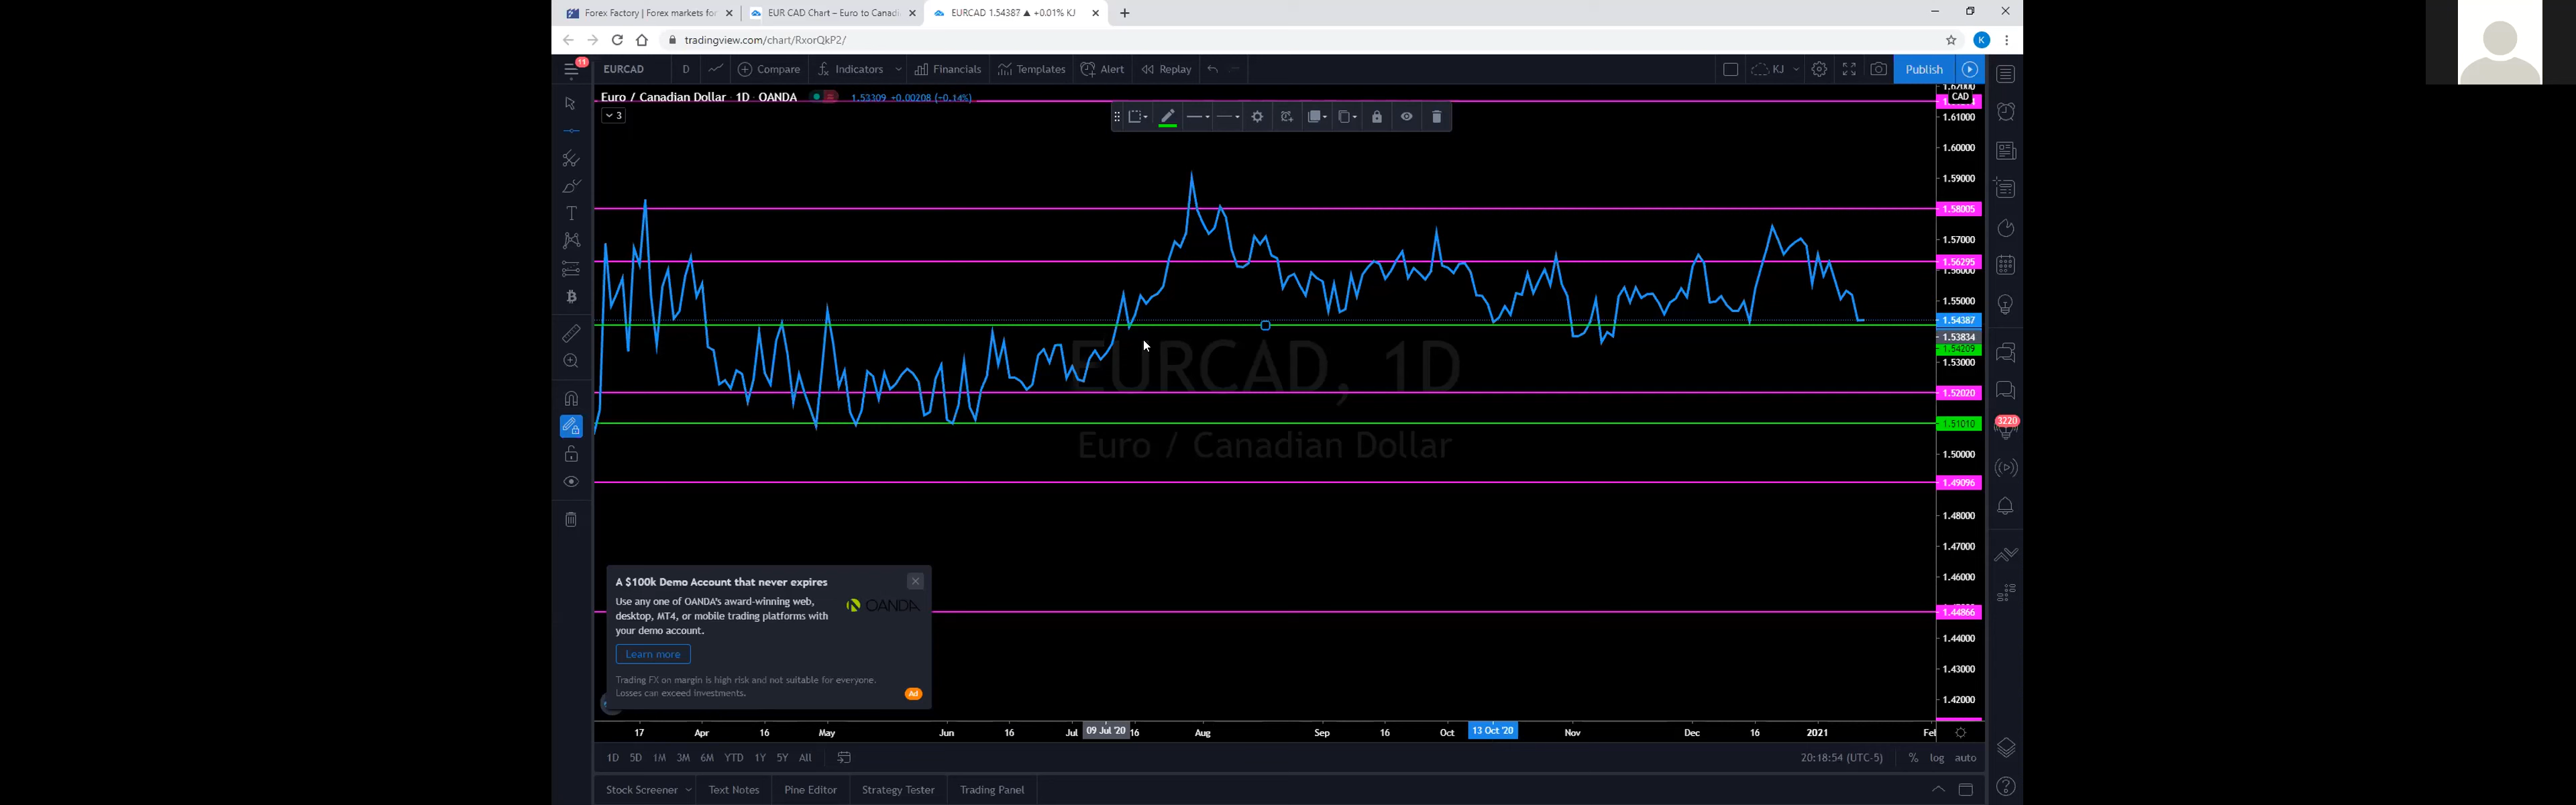 Forex Factory | Forex markets for
EUR CAD Chart – Euro to Canadi
EURCAD 1.54387 ▲ +0.01% KJ
tradingview.com/chart/RxorQkP2/
K
11
EURCAD
D
Compare
Indicators
Financials
Templates
Alert
Replay
KJ
Publish
Euro / Canadian Dollar · 1D · OANDA
1.53309 −0.00208 (−0.14%)
3
CAD
1.61000
1.60000
1.59000
1.58005
1.57000
1.56295
1.56000
1.55000
1.54387
1.53834
1.54209
1.53000
1.52020
1.51010
1.50000
1.49096
1.48000
1.47000
1.46000
1.44866
1.44000
1.43000
1.42000
3220
EURCAD, 1D
Euro / Canadian Dollar
A $100k Demo Account that never expires
Use any one of OANDA's award-winning web,
desktop, MT4, or mobile trading platforms with
your demo account.
OANDA
Learn more
Trading FX on margin is high risk and not suitable for everyone.
Losses can exceed investments.
Ad
17
Apr
16
May
Jun
16
Jul
09 Jul '20
16
Aug
Sep
16
Oct
13 Oct '20
Nov
Dec
16
2021
Fel
1D 5D 1M 3M 6M YTD 1Y 5Y All
20:18:54 (UTC-5)
% log auto
Stock Screener
Text Notes
Pine Editor
Strategy Tester
Trading Panel